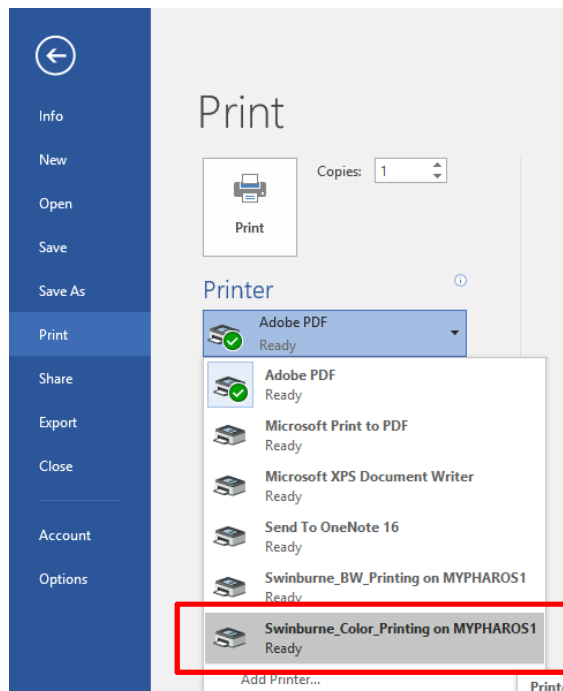 Info
New
Open
Save
Save As
Print
Share
Export
Close
Account
Options
Print
Copies: 1
Print
Printer
Adobe PDF
Ready
Adobe PDF
Ready
Microsoft Print to PDF
Ready
Microsoft XPS Document Writer
Ready
Send To OneNote 16
Ready
Swinburne_BW_Printing on MYPHAROS1
Ready
Swinburne_Color_Printing on MYPHAROS1
Ready
Add Printer...